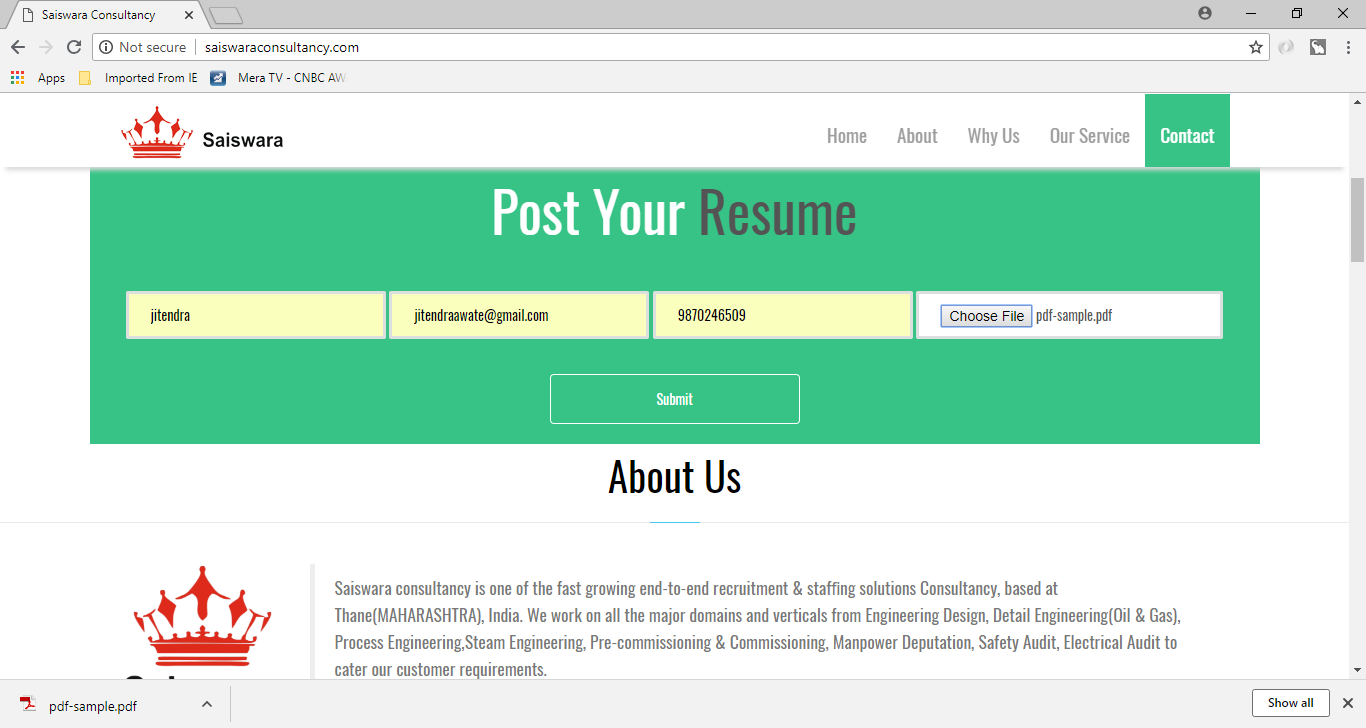 Saiswara Consultancy
Not secure saiswaraconsultancy.com
Apps Imported From IE Mera TV - CNBC AW
Saiswara Home About Why Us Our Service Contact
Post Your Resume
jitendra jitendraawate@gmail.com 9870246509 Choose File pdf-sample.pdf
Submit
About Us
Saiswara consultancy is one of the fast growing end-to-end recruitment & staffing solutions Consultancy, based at
Thane(MAHARASHTRA), India. We work on all the major domains and verticals from Engineering Design, Detail Engineering(Oil & Gas),
Process Engineering,Steam Engineering, Pre-commissioning & Commissioning, Manpower Deputation, Safety Audit, Electrical Audit to
cater our customer requirements.
pdf-sample.pdf Show all